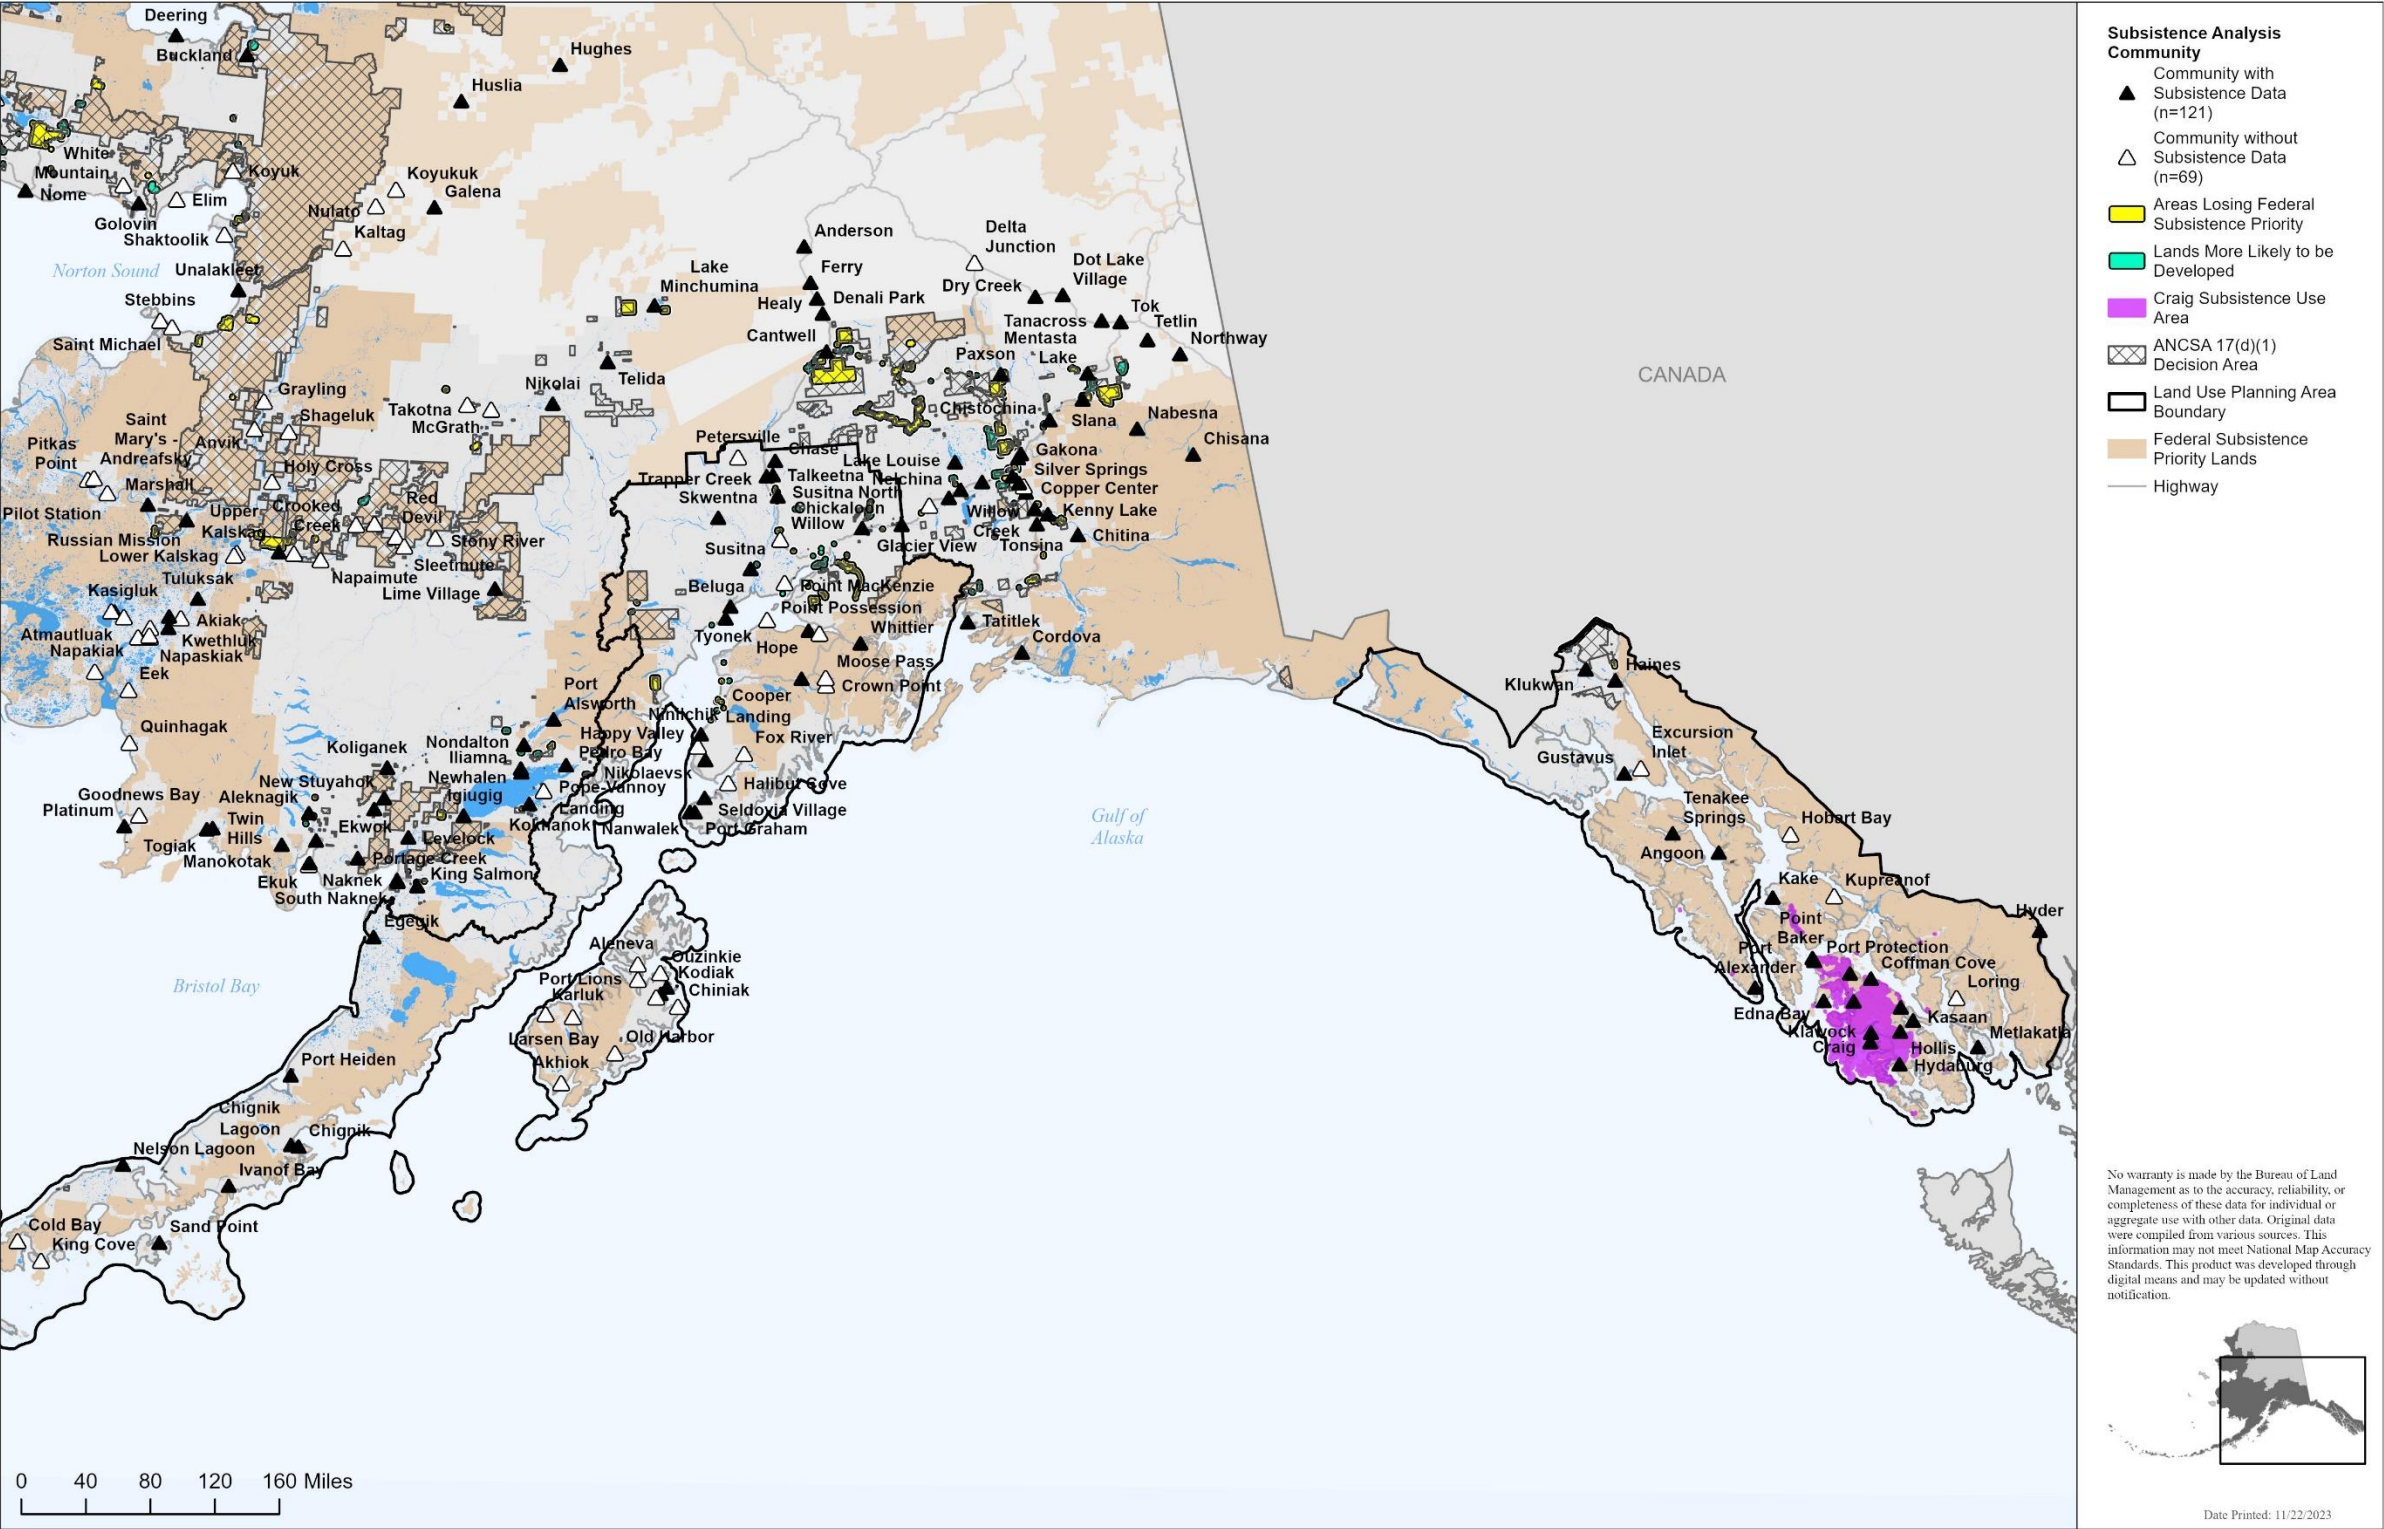 Deering
Buckland
Hughes
Huslia
White
Mountain
Nome
Koyuk
Koyukuk
Galena
Elim
Nulato
Golovin
Shaktoolik
Kaltag
Norton Sound
Unalakleet
Stebbins
Saint Michael
Anderson
Delta
Junction
Ferry
Lake
Minchumina
Dot Lake
Village
Dry Creek
Healy
Denali Park
Tok
Tanacross
Tetlin
Cantwell
Mentasta
Lake
Northway
Paxson
CANADA
Grayling
Nikolai
Telida
Takotna
McGrath
Shageluk
Saint
Mary's -
Andreafsky
Anvik
Pitkas
Point
Chistochina
Slana
Nabesna
Chisana
Petersville
Chase
Gakona
Holy Cross
Lake Louise
Silver Springs
Trapper Creek
Talkeetna
Nelchina
Copper Center
Marshall
Skwentna
Susitna North
Red
Devil
Crooked
Creek
Chickaloon
Willow
Willow
Creek
Kenny Lake
Pilot Station
Upper
Kalskag
Russian Mission
Stony River
Chitina
Lower Kalskag
Susitna
Glacier View
Tonsina
Sleetmute
Napaimute
Tuluksak
Lime Village
Kasigluk
Beluga
Point MacKenzie
Point Possession
Akiak
Whittier
Tatitlek
Atmautluak
Kwethluk
Tyonek
Cordova
Napakiak
Napaskiak
Hope
Moose Pass
Eek
Crown Point
Port
Alsworth
Cooper
Landing
Ninilchik
Quinhagak
Happy Valley
Fox River
Koliganek
Nondalton
Iliamna
Pedro Bay
New Stuyahok
Newhalen
Nikolaevsk
Halibut Cove
Goodnews Bay
Aleknagik
Igiugig
Pope-Vannoy
Landing
Platinum
Twin
Hills
Ekwok
Kokhanok
Nanwalek
Seldovia Village
Port Graham
Togiak
Levelock
Manokotak
Portage Creek
King Salmon
Ekuk
Naknek
South Naknek
Egegik
Gulf of
Alaska
Haines
Klukwan
Excursion
Inlet
Gustavus
Tenakee
Springs
Hobart Bay
Angoon
Kake
Kupreanof
Hyder
Point
Baker
Port
Alexander
Port Protection
Coffman Cove
Loring
Edna Bay
Kasaan
Klawock
Craig
Metlakatla
Hollis
Hydaburg
Aleneva
Ouzinkie
Kodiak
Port Lions
Chiniak
Karluk
Larsen Bay
Old Harbor
Akhiok
Bristol Bay
Port Heiden
Chignik
Lagoon
Chignik
Nelson Lagoon
Ivanof Bay
Cold Bay
Sand Point
King Cove
0 40 80 120 160 Miles
Subsistence Analysis
Community
Community with
Subsistence Data
(n=121)
Community without
Subsistence Data
(n=69)
Areas Losing Federal
Subsistence Priority
Lands More Likely to be
Developed
Craig Subsistence Use
Area
ANCSA 17(d)(1)
Decision Area
Land Use Planning Area
Boundary
Federal Subsistence
Priority Lands
Highway
No warranty is made by the Bureau of Land
Management as to the accuracy, reliability, or
completeness of these data for individual or
aggregate use with other data. Original data
were compiled from various sources. This
information may not meet National Map Accuracy
Standards. This product was developed through
digital means and may be updated without
notification.
Date Printed: 11/22/2023